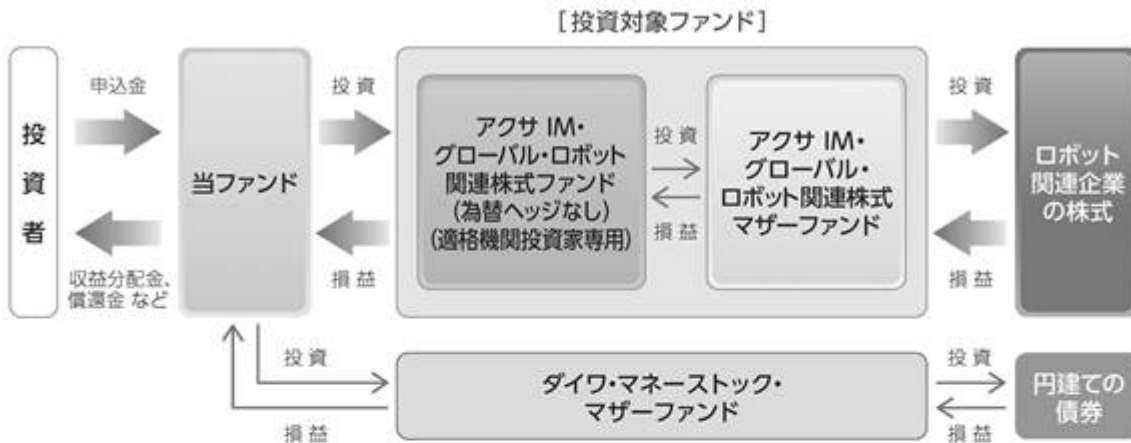 [投資対象ファンド]
投資者
申込金
収益分配金、
償還金 など
当ファンド
投資
損益
アクサ IM・
グローバル・ロボット
関連株式ファンド
(為替ヘッジなし)
(適格機関投資家専用)
投資
損益
アクサ IM・
グローバル・
ロボット関連株式
マザーファンド
投資
損益
ロボット
関連企業
の株式
投資
損益
ダイワ・マネーストック・
マザーファンド
投資
損益
円建ての
債券